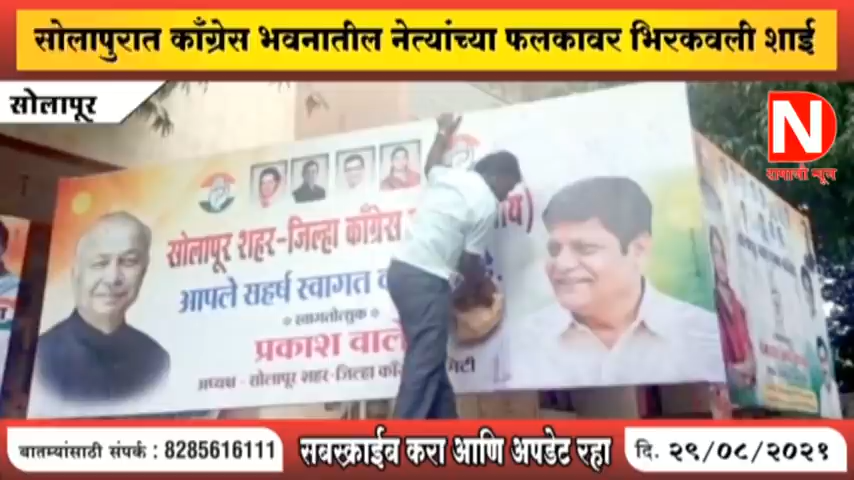 सोलापुरात काँग्रेस भवनातील नेत्यांच्या फलकावर भिरकवली शाई
सोलापूर
N
रामानो न्यूज
सोलापूर शहर-जिल्हा काँग्रेस
आपले सहर्ष स्वागत
स्वागतोत्सुक
प्रकाश वाले
अध्यक्ष - सोलापूर शहर-जिल्हा
बातम्यांसाठी संपर्क : 8285616111
सबस्क्राईब करा आणि अपडेट रहा
दि. २९/०८/२०२१